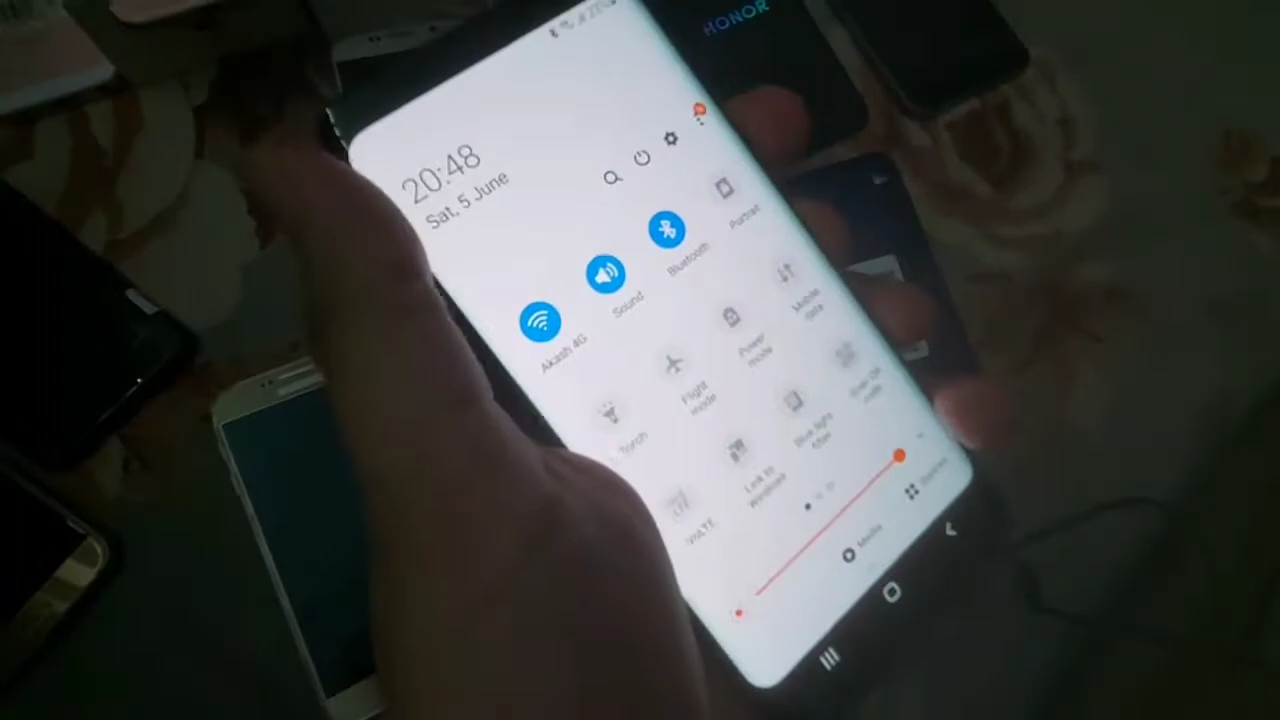 HONOR
20:48
Sat, 5 June
Akash 4G
Sound
Bluetooth
Portrait
Torch
Flight
mode
Power
mode
Mobile
data
VoLTE
Link to
Windows
Blue light
filter
Media